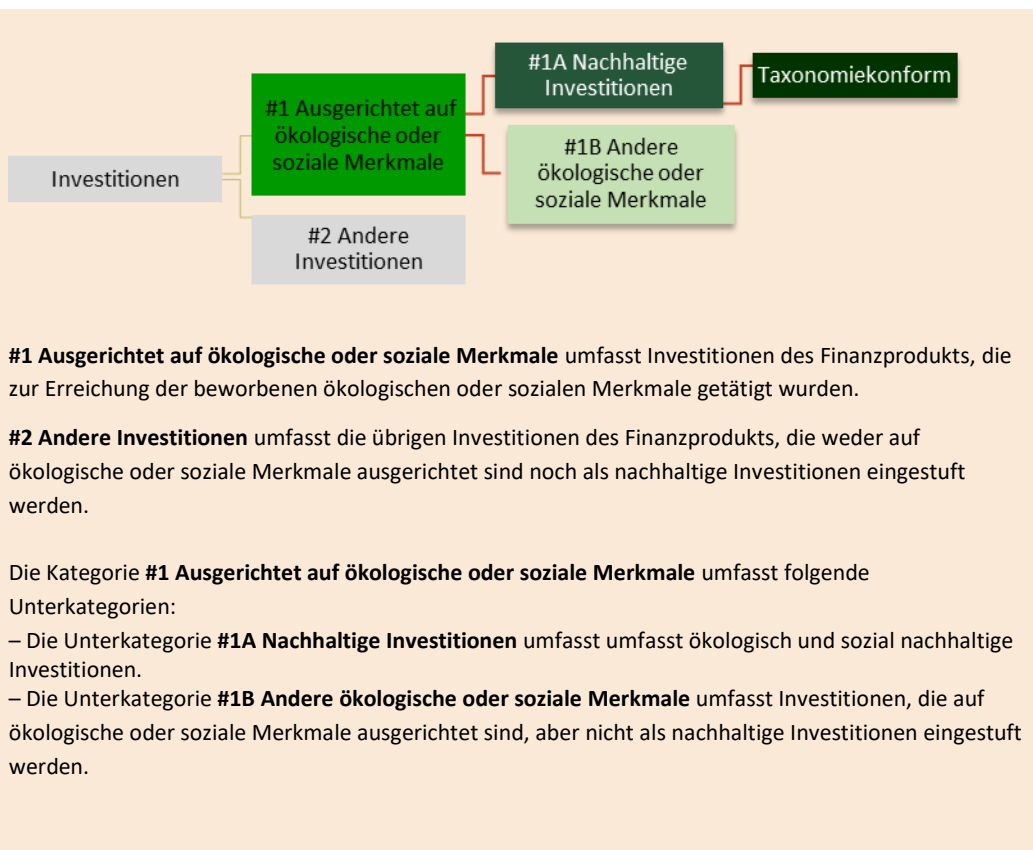 #1A Nachhaltige
Investitionen
Taxonomiekonform
#1 Ausgerichtet auf
ökologische oder
soziale Merkmale
#1B Andere
ökologische oder
soziale Merkmale
Investitionen
#2 Andere
Investitionen
#1 Ausgerichtet auf ökologische oder soziale Merkmale umfasst Investitionen des Finanzprodukts, die
zur Erreichung der beworbenen ökologischen oder sozialen Merkmale getätigt wurden.
#2 Andere Investitionen umfasst die übrigen Investitionen des Finanzprodukts, die weder auf
ökologische oder soziale Merkmale ausgerichtet sind noch als nachhaltige Investitionen eingestuft
werden.
Die Kategorie #1 Ausgerichtet auf ökologische oder soziale Merkmale umfasst folgende
Unterkategorien:
– Die Unterkategorie #1A Nachhaltige Investitionen umfasst umfasst ökologisch und sozial nachhaltige
Investitionen.
– Die Unterkategorie #1B Andere ökologische oder soziale Merkmale umfasst Investitionen, die auf
ökologische oder soziale Merkmale ausgerichtet sind, aber nicht als nachhaltige Investitionen eingestuft
werden.